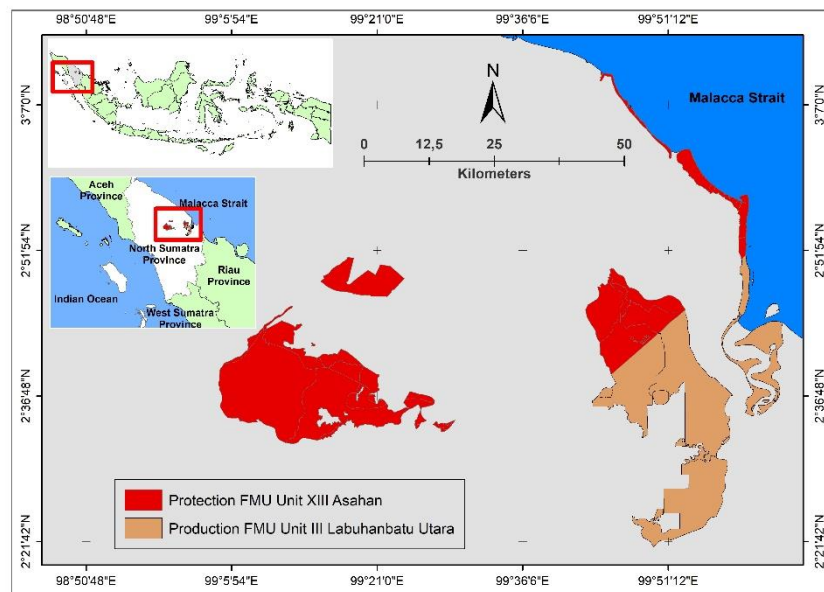 98°50'48"E 99°5'54"E 99°21'0"E 99°36'6"E 99°51'12"E
N
Malacca Strait
3°7'0"N
3°7'0"N
0 12,5 25 50
Kilometers
Aceh
Province
Malacca Strait
North Sumatra
Province
Riau
Province
Indian Ocean
West Sumatra
Province
2°51'54"N
2°51'54"N
2°36'48"N
2°36'48"N
Protection FMU Unit XIII Asahan
Production FMU Unit III Labuhanbatu Utara
2°21'42"N
2°21'42"N
98°50'48"E 99°5'54"E 99°21'0"E 99°36'6"E 99°51'12"E